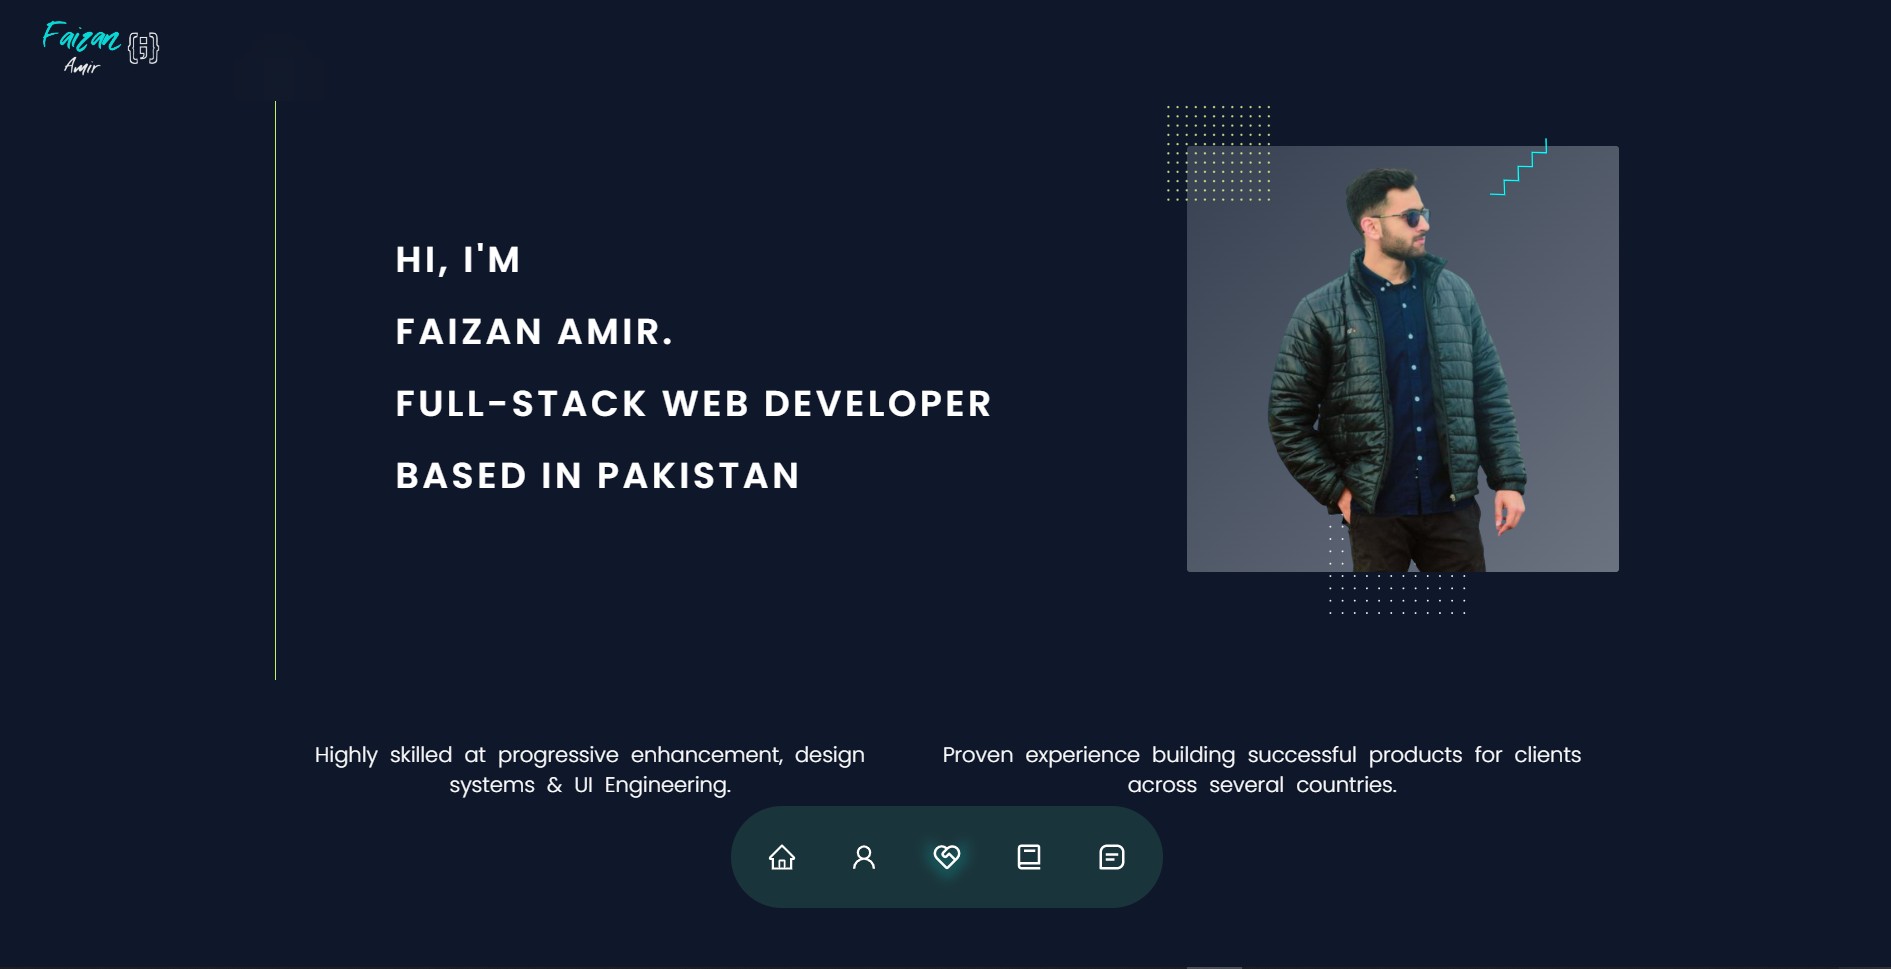 Faizan
Amir
{;}
HI, I'M
FAIZAN AMIR.
FULL-STACK WEB DEVELOPER
BASED IN PAKISTAN
Highly skilled at progressive enhancement, design
systems & UI Engineering.
Proven experience building successful products for clients
across several countries.